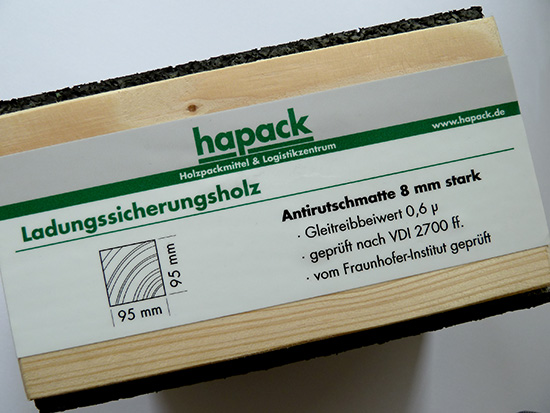 hapack
Holzpackmittel & Logistikzentrum
www.hapack.de
Ladungssicherungsholz
95 mm
95 mm
Antirutschmatte 8 mm stark
· Gleitreibbeiwert 0,6 µ
· geprüft nach VDI 2700 ff.
· vom Fraunhofer-Institut geprüft